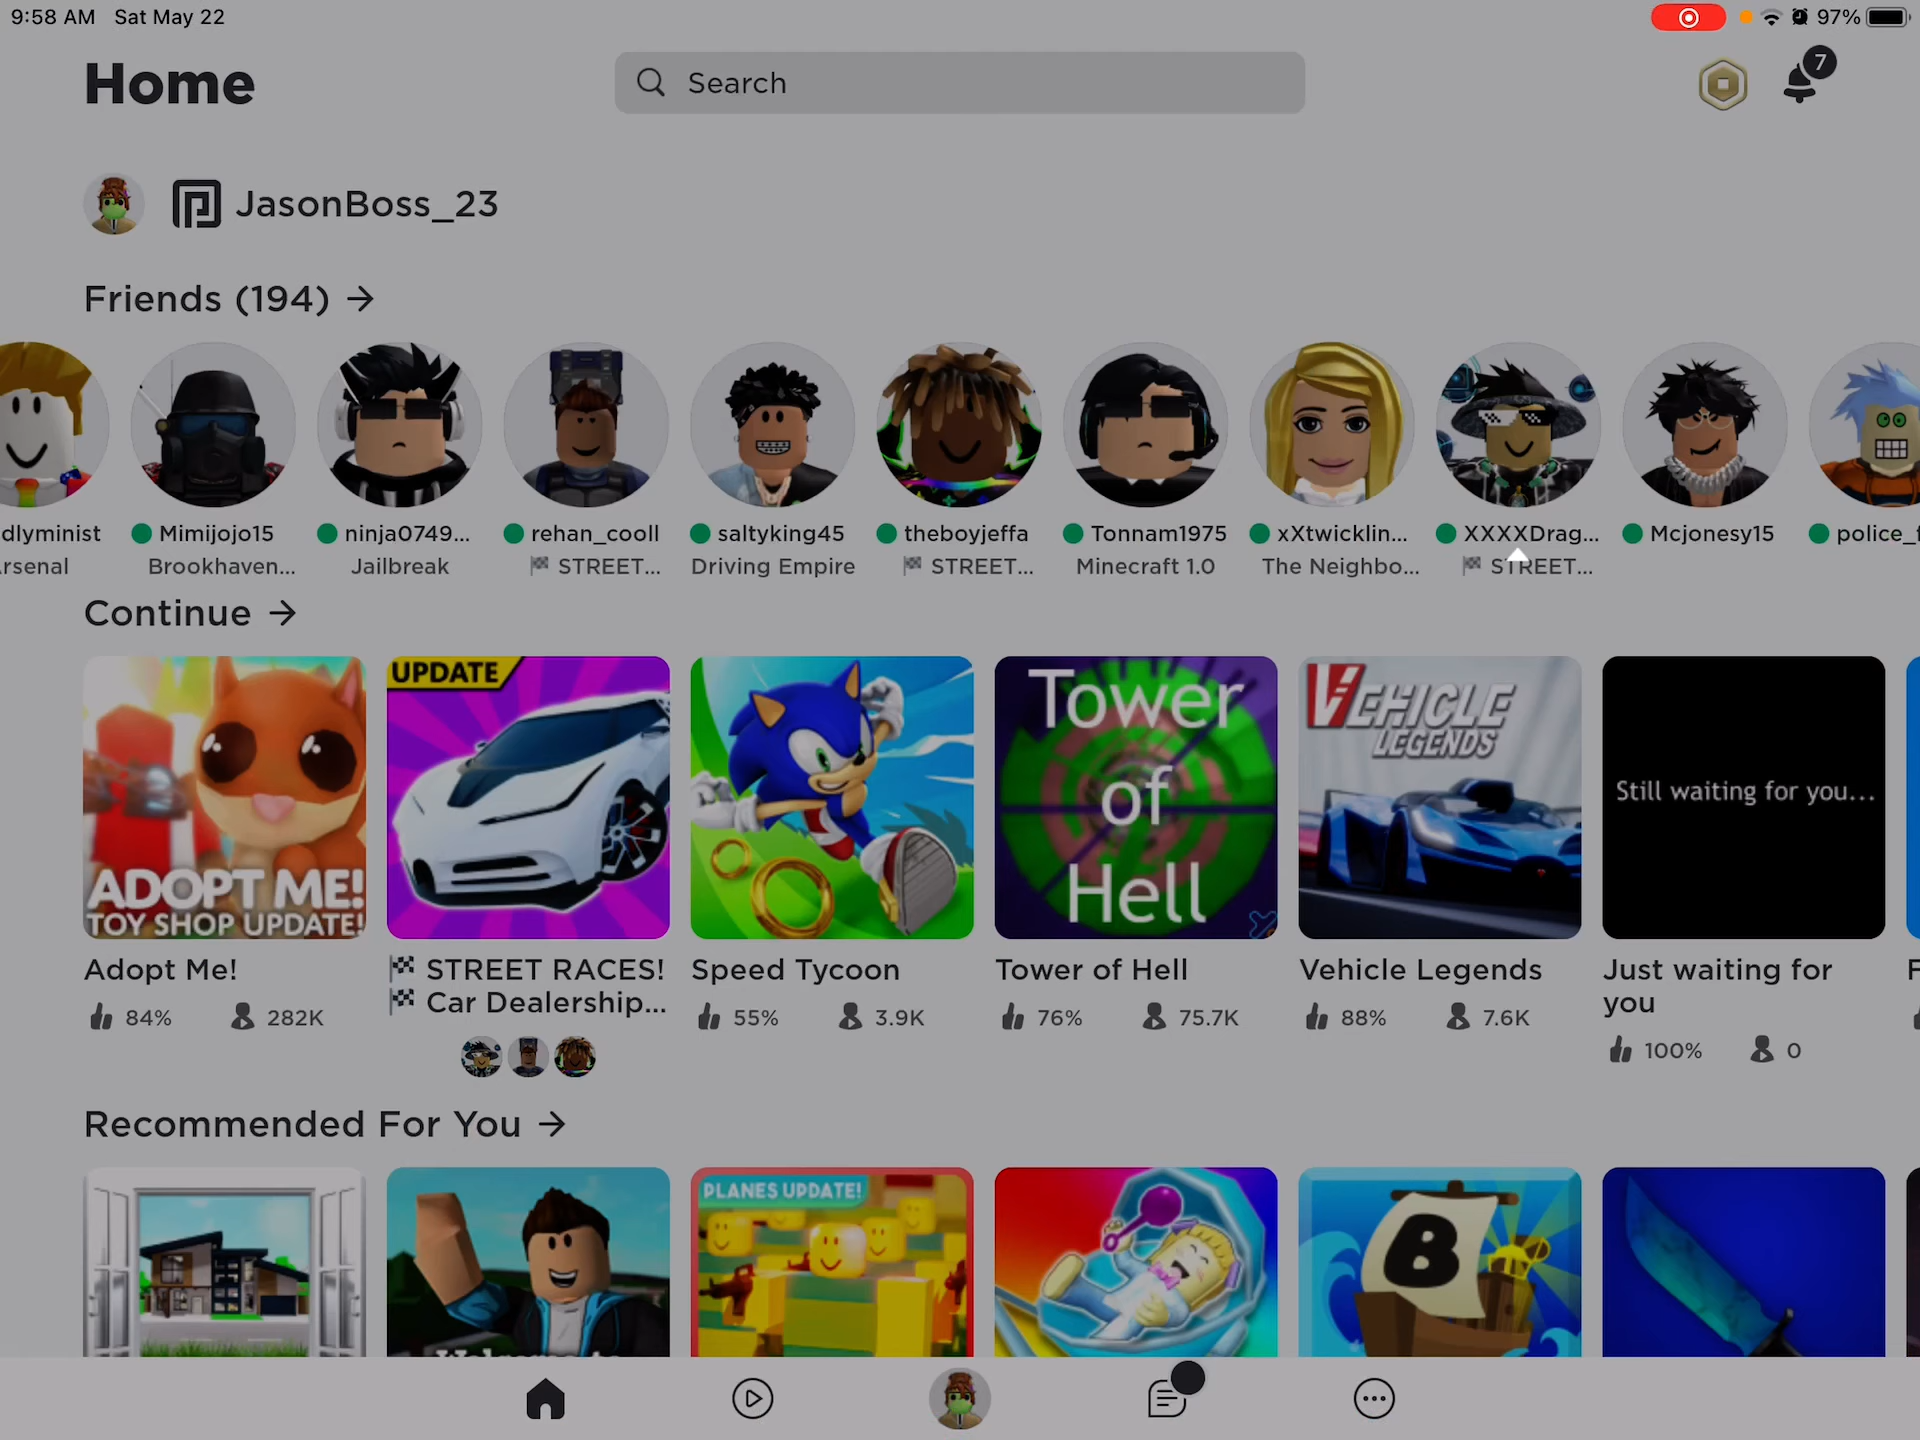 9:58 AM Sat May 22
97%
Home
Search
7
JasonBoss_23
Friends (194)
dlyminist
Mimijojo15
ninja0749...
rehan_cooll
saltyking45
theboyjeffa
Tonnam1975
xXtwicklin...
XXXXDrag...
Mcjonesy15
police_f
rsenal
Brookhaven...
Jailbreak
STREET...
Driving Empire
STREET...
Minecraft 1.0
The Neighbo...
STREET...
Continue
ADOPT ME!
TOY SHOP UPDATE!
UPDATE
Tower
of
Hell
VEHICLE
LEGENDS
Still waiting for you...
Adopt Me!
84% 282K
STREET RACES!
Car Dealership...
Speed Tycoon
55% 3.9K
Tower of Hell
76% 75.7K
Vehicle Legends
88% 7.6K
Just waiting for
you
100% 0
Recommended For You
PLANES UPDATE!
B